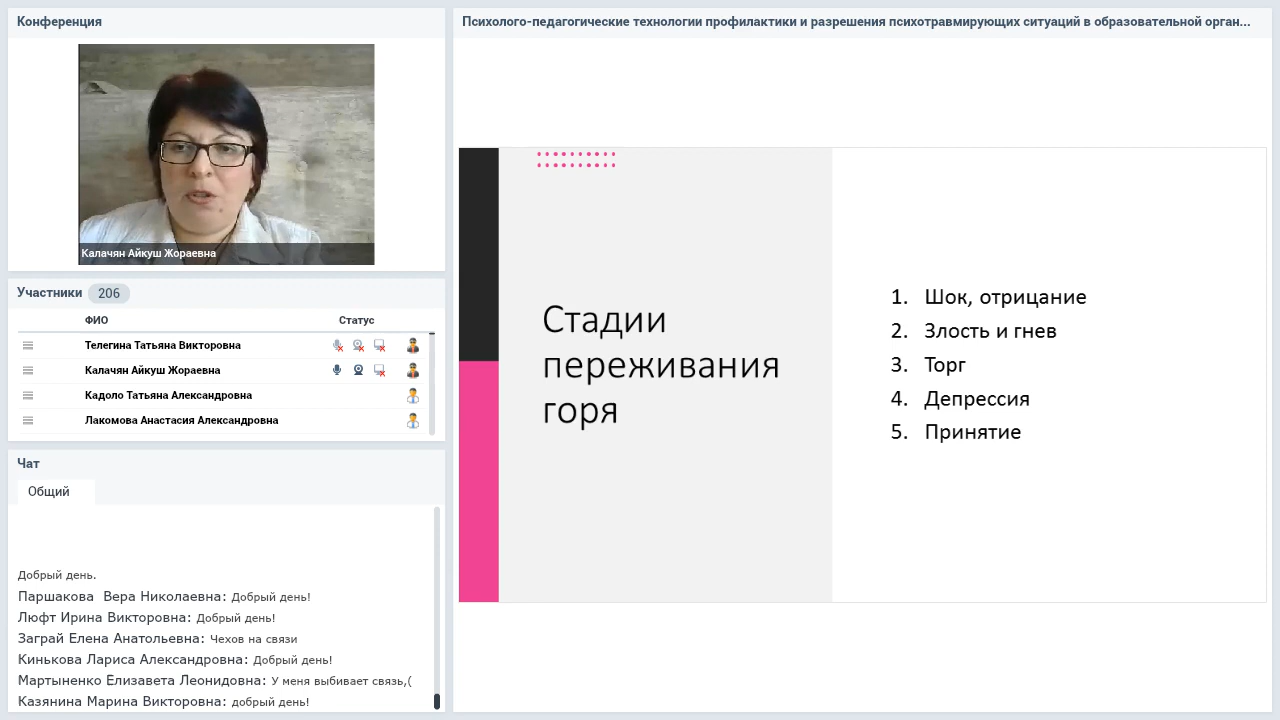 Конференция
Калачян Айкуш Жораевна
Участники 206
ФИО Статус
Телегина Татьяна Викторовна
Калачян Айкуш Жораевна
Кадоло Татьяна Александровна
Лакомова Анастасия Александровна
Чат
Общий
Добрый день.
Паршакова  Вера Николаевна: Добрый день!
Люфт Ирина Викторовна: Добрый день!
Заграй Елена Анатольевна: Чехов на связи
Кинькова Лариса Александровна: Добрый день!
Мартыненко Елизавета Леонидовна: У меня выбивает связь,(
Казянина Марина Викторовна: добрый день!
Психолого-педагогические технологии профилактики и разрешения психотравмирующих ситуаций в образовательной орган...
Стадии
переживания
горя
1. Шок, отрицание
2. Злость и гнев
3. Торг
4. Депрессия
5. Принятие